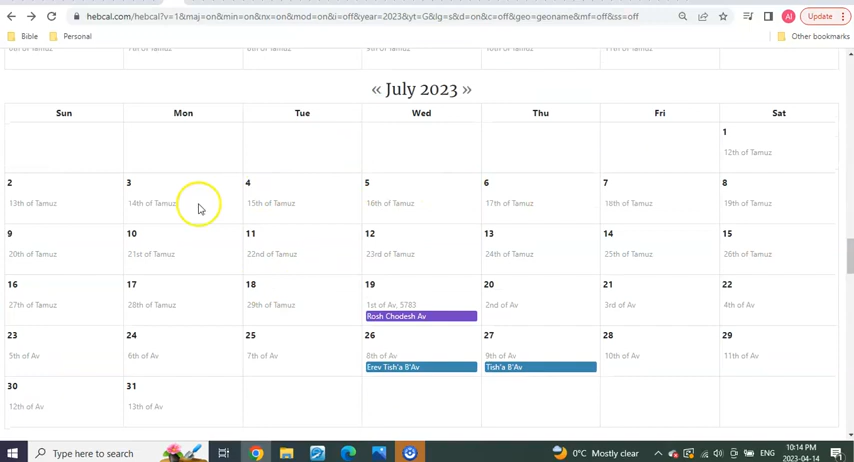 hebcal.com/hebcal?v=1&maj=on&min=on&nx=on&mod=on&i=off&year=2023&yt=G&lg=s&d=on&c=off&geo=geoname&mf=off&ss=off
AI
Update
Bible
Personal
Other bookmarks
« July 2023 »
Sun Mon Tue Wed Thu Fri Sat
1
12th of Tamuz
2 3 4 5 6 7 8
13th of Tamuz 14th of Tamuz 15th of Tamuz 16th of Tamuz 17th of Tamuz 18th of Tamuz 19th of Tamuz
9 10 11 12 13 14 15
20th of Tamuz 21st of Tamuz 22nd of Tamuz 23rd of Tamuz 24th of Tamuz 25th of Tamuz 26th of Tamuz
16 17 18 19 20 21 22
27th of Tamuz 28th of Tamuz 29th of Tamuz 1st of Av, 5783 2nd of Av 3rd of Av 4th of Av
Rosh Chodesh Av
23 24 25 26 27 28 29
5th of Av 6th of Av 7th of Av 8th of Av 9th of Av 10th of Av 11th of Av
Erev Tish'a B'Av Tish'a B'Av
30 31
12th of Av 13th of Av
Type here to search
0°C Mostly clear
ENG
10:14 PM
2023-04-14